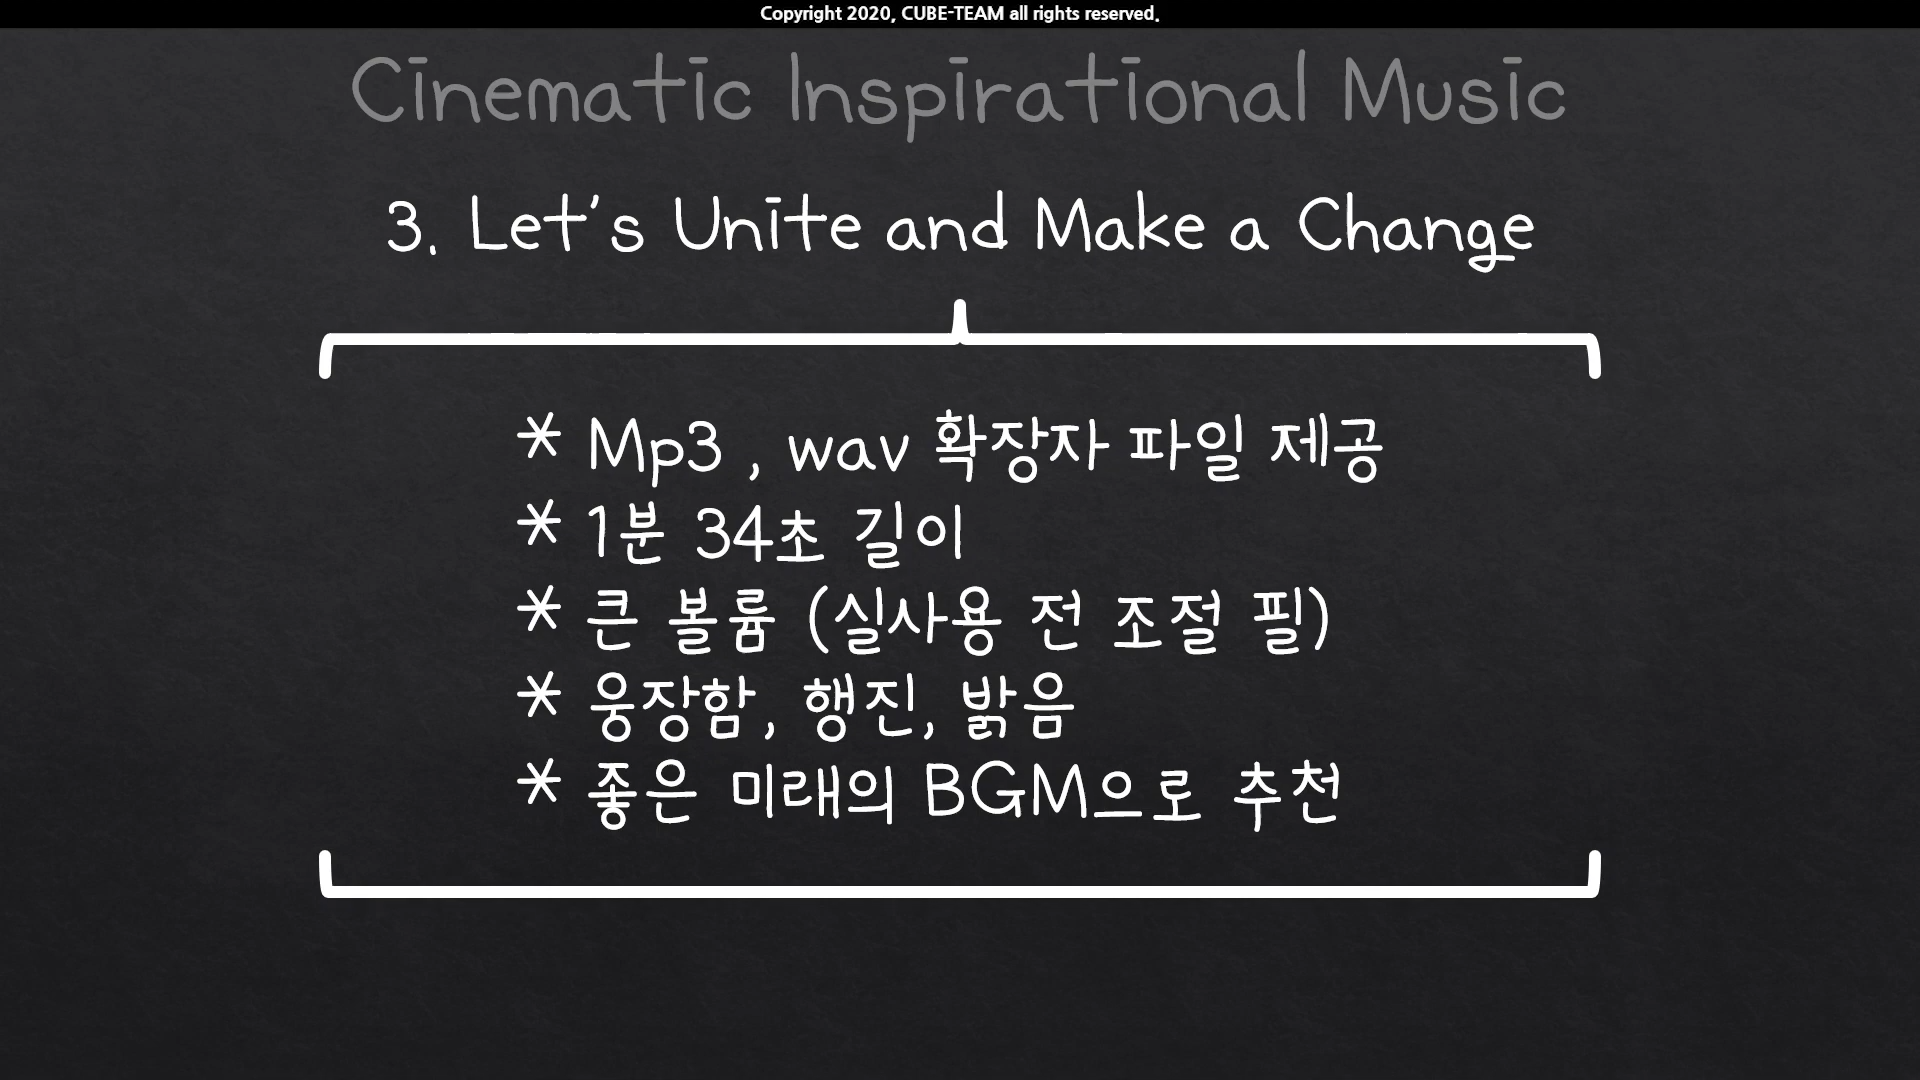 Copyright 2020, CUBE-TEAM all rights reserved.
Cinematic Inspirational Music
3. Let's Unite and Make a Change
* Mp3 , wav 확장자 파일 제공
* 1분 34초 길이
* 큰 볼륨 (실사용 전 조절 필)
* 웅장함, 행진, 밝음
* 좋은 미래의 BGM으로 추천